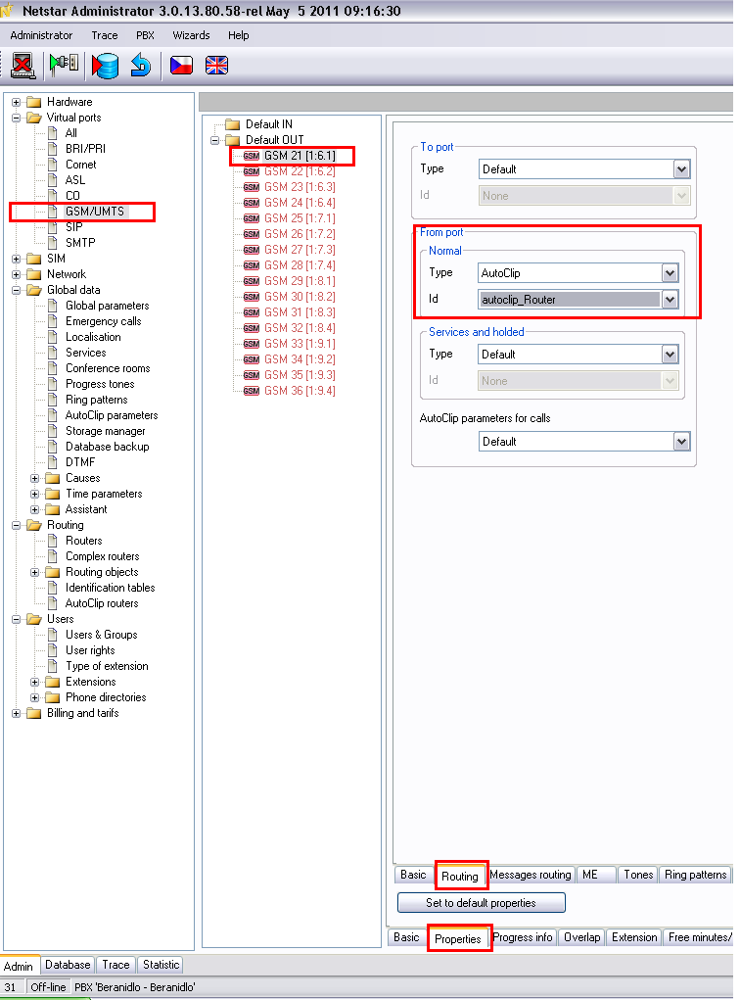 Netstar Administrator 3.0.13.80.58-rel May 5 2011 09:16:30
Administrator Trace PBX Wizards Help
Hardware
Virtual ports
All
BRI/PRI
Cornet
ASL
CO
GSM/UMTS
SIP
SMTP
SIM
Network
Global data
Global parameters
Emergency calls
Localisation
Services
Conference rooms
Progress tones
Ring patterns
AutoClip parameters
Storage manager
Database backup
DTMF
Causes
Time parameters
Assistant
Routing
Routers
Complex routers
Routing objects
Identification tables
AutoClip routers
Users
Users & Groups
User rights
Type of extension
Extensions
Phone directories
Billing and tarifs
Default IN
Default OUT
GSM GSM 21 [1:6.1]
GSM GSM 22 [1:6.2]
GSM GSM 23 [1:6.3]
GSM GSM 24 [1:6.4]
GSM GSM 25 [1:7.1]
GSM GSM 26 [1:7.2]
GSM GSM 27 [1:7.3]
GSM GSM 28 [1:7.4]
GSM GSM 29 [1:8.1]
GSM GSM 30 [1:8.2]
GSM GSM 31 [1:8.3]
GSM GSM 32 [1:8.4]
GSM GSM 33 [1:9.1]
GSM GSM 34 [1:9.2]
GSM GSM 35 [1:9.3]
GSM GSM 36 [1:9.4]
To port
Type Default
Id None
From port
Normal
Type AutoClip
Id autoclip_Router
Services and holded
Type Default
Id None
AutoClip parameters for calls
Default
Basic Routing Messages routing ME Tones Ring patterns
Set to default properties
Basic Properties Progress info Overlap Extension Free minutes/
Admin Database Trace Statistic
31 Off-line PBX 'Beranidlo - Beranidlo'